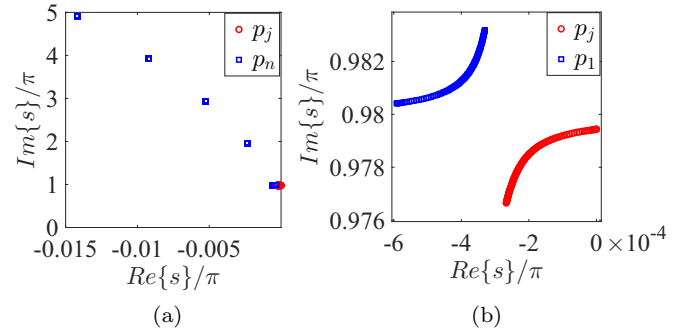 5
4
3
2
1
0
Im{s}/π
-0.015
-0.01
-0.005
Re{s}/π
p_j
p_n
(a)
0.982
0.98
0.978
0.976
Im{s}/π
-6
-4
-2
0 ×10^-4
Re{s}/π
p_j
p_1
(b)